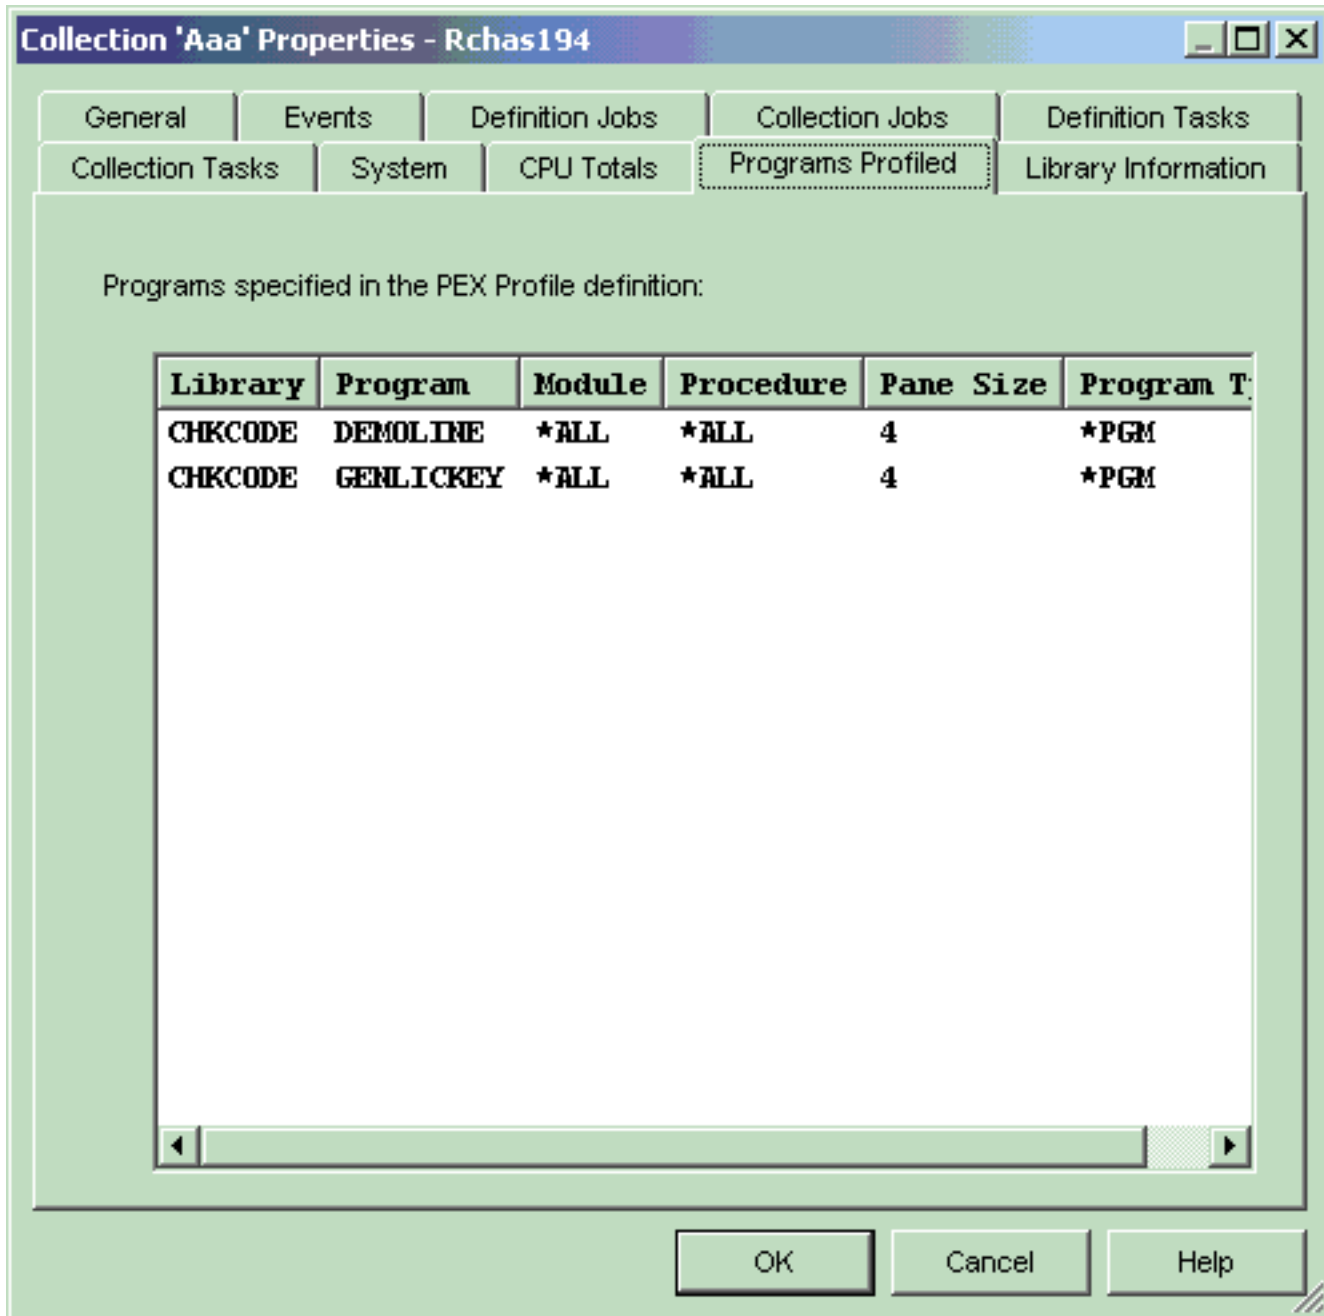 Collection 'Aaa' Properties - Rchas194
General Events Definition Jobs Collection Jobs Definition Tasks
Collection Tasks System CPU Totals Programs Profiled Library Information
Programs specified in the PEX Profile definition:
Library Program Module Procedure Pane Size Program
CHKCODE DEMOLINE *ALL *ALL 4 *PGM
CHKCODE GENLICKEY *ALL *ALL 4 *PGM
OK Cancel Help